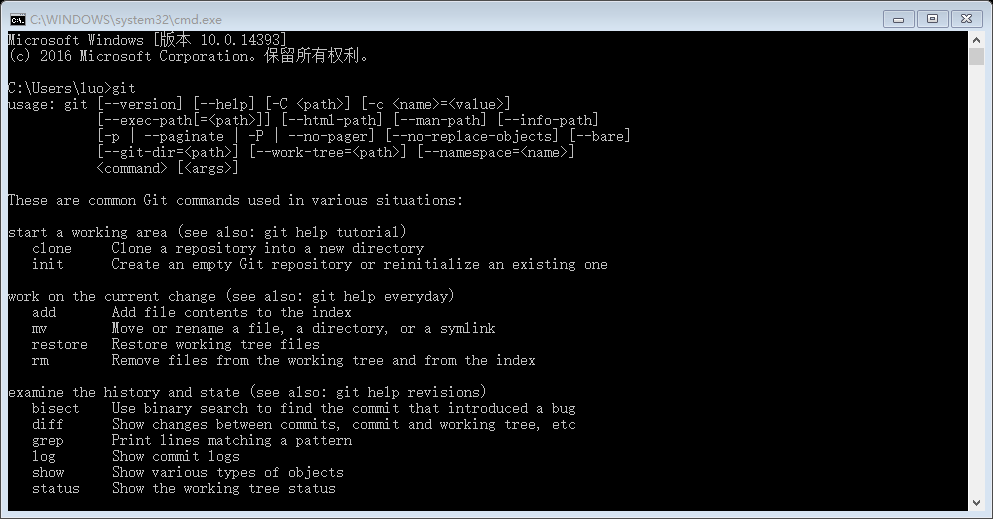 C:\WINDOWS\system32\cmd.exe
Microsoft Windows [版本 10.0.14393]
(c) 2016 Microsoft Corporation。保留所有权利。
C:\Users\luo>git
usage: git [--version] [--help] [-C <path>] [-c <name>=<value>]
           [--exec-path[=<path>]] [--html-path] [--man-path] [--info-path]
           [-p | --paginate | -P | --no-pager] [--no-replace-objects] [--bare]
           [--git-dir=<path>] [--work-tree=<path>] [--namespace=<name>]
           <command> [<args>]
These are common Git commands used in various situations:
start a working area (see also: git help tutorial)
   clone     Clone a repository into a new directory
   init      Create an empty Git repository or reinitialize an existing one
work on the current change (see also: git help everyday)
   add       Add file contents to the index
   mv        Move or rename a file, a directory, or a symlink
   restore   Restore working tree files
   rm        Remove files from the working tree and from the index
examine the history and state (see also: git help revisions)
   bisect    Use binary search to find the commit that introduced a bug
   diff      Show changes between commits, commit and working tree, etc
   grep      Print lines matching a pattern
   log       Show commit logs
   show      Show various types of objects
   status    Show the working tree status